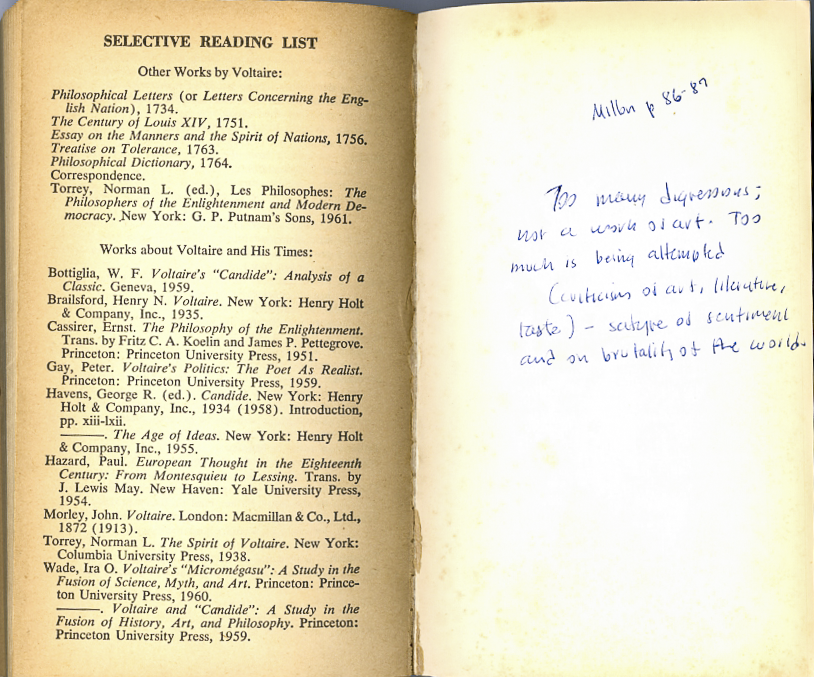 SELECTIVE READING LIST
Other Works by Voltaire:
Philosophical Letters (or Letters Concerning the Eng-
lish Nation), 1734.
The Century of Louis XIV, 1751.
Essay on the Manners and the Spirit of Nations, 1756.
Treatise on Tolerance, 1763.
Philosophical Dictionary, 1764.
Correspondence.
Torrey, Norman L. (ed.), Les Philosophes: The
Philosophers of the Enlightenment and Modern De-
mocracy. New York: G. P. Putnam's Sons, 1961.
Works about Voltaire and His Times:
Bottiglia, W. F. Voltaire's "Candide": Analysis of a
Classic. Geneva, 1959.
Brailsford, Henry N. Voltaire. New York: Henry Holt
& Company, Inc., 1935.
Cassirer, Ernst. The Philosophy of the Enlightenment.
Trans. by Fritz C. A. Koelin and James P. Pettegrove.
Princeton: Princeton University Press, 1951.
Gay, Peter. Voltaire's Politics: The Poet As Realist.
Princeton: Princeton University Press, 1959.
Havens, George R. (ed.). Candide. New York: Henry
Holt & Company, Inc., 1934 (1958). Introduction,
pp. xiii-lxii.
———. The Age of Ideas. New York: Henry Holt
& Company, Inc., 1955.
Hazard, Paul. European Thought in the Eighteenth
Century: From Montesquieu to Lessing. Trans. by
J. Lewis May. New Haven: Yale University Press,
1954.
Morley, John. Voltaire. London: Macmillan & Co., Ltd.,
1872 (1913).
Torrey, Norman L. The Spirit of Voltaire. New York:
Columbia University Press, 1938.
Wade, Ira O. Voltaire's "Micromégasu": A Study in the
Fusion of Science, Myth, and Art. Princeton: Prince-
ton University Press, 1960.
———. Voltaire and "Candide": A Study in the
Fusion of History, Art, and Philosophy. Princeton:
Princeton University Press, 1959.
Milton p 86-87
Too many digressions;
not a work of art. Too
much is being attempted
(criticism of art, literature,
taste) - satype of sentiment
and on brutality of the world.